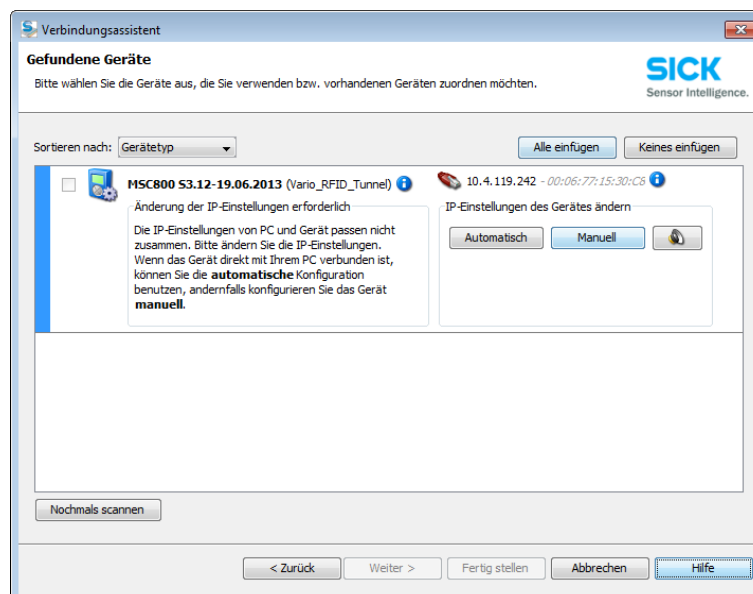 Verbindungsassistent
Gefundene Geräte
Bitte wählen Sie die Geräte aus, die Sie verwenden bzw. vorhandenen Geräten zuordnen möchten.
SICK
Sensor Intelligence.
Sortieren nach: Gerätetyp
Alle einfügen
Keines einfügen
MSC800 S3.12-19.06.2013 (Vario_RFID_Tunnel)
10.4.119.242 - 00:06:77:15:30:C8
Änderung der IP-Einstellungen erforderlich
Die IP-Einstellungen von PC und Gerät passen nicht
zusammen. Bitte ändern Sie die IP-Einstellungen.
Wenn das Gerät direkt mit Ihrem PC verbunden ist,
können Sie die automatische Konfiguration
benutzen, andernfalls konfigurieren Sie das Gerät
manuell.
IP-Einstellungen des Gerätes ändern
Automatisch
Manuell
Nochmals scannen
< Zurück
Weiter >
Fertig stellen
Abbrechen
Hilfe